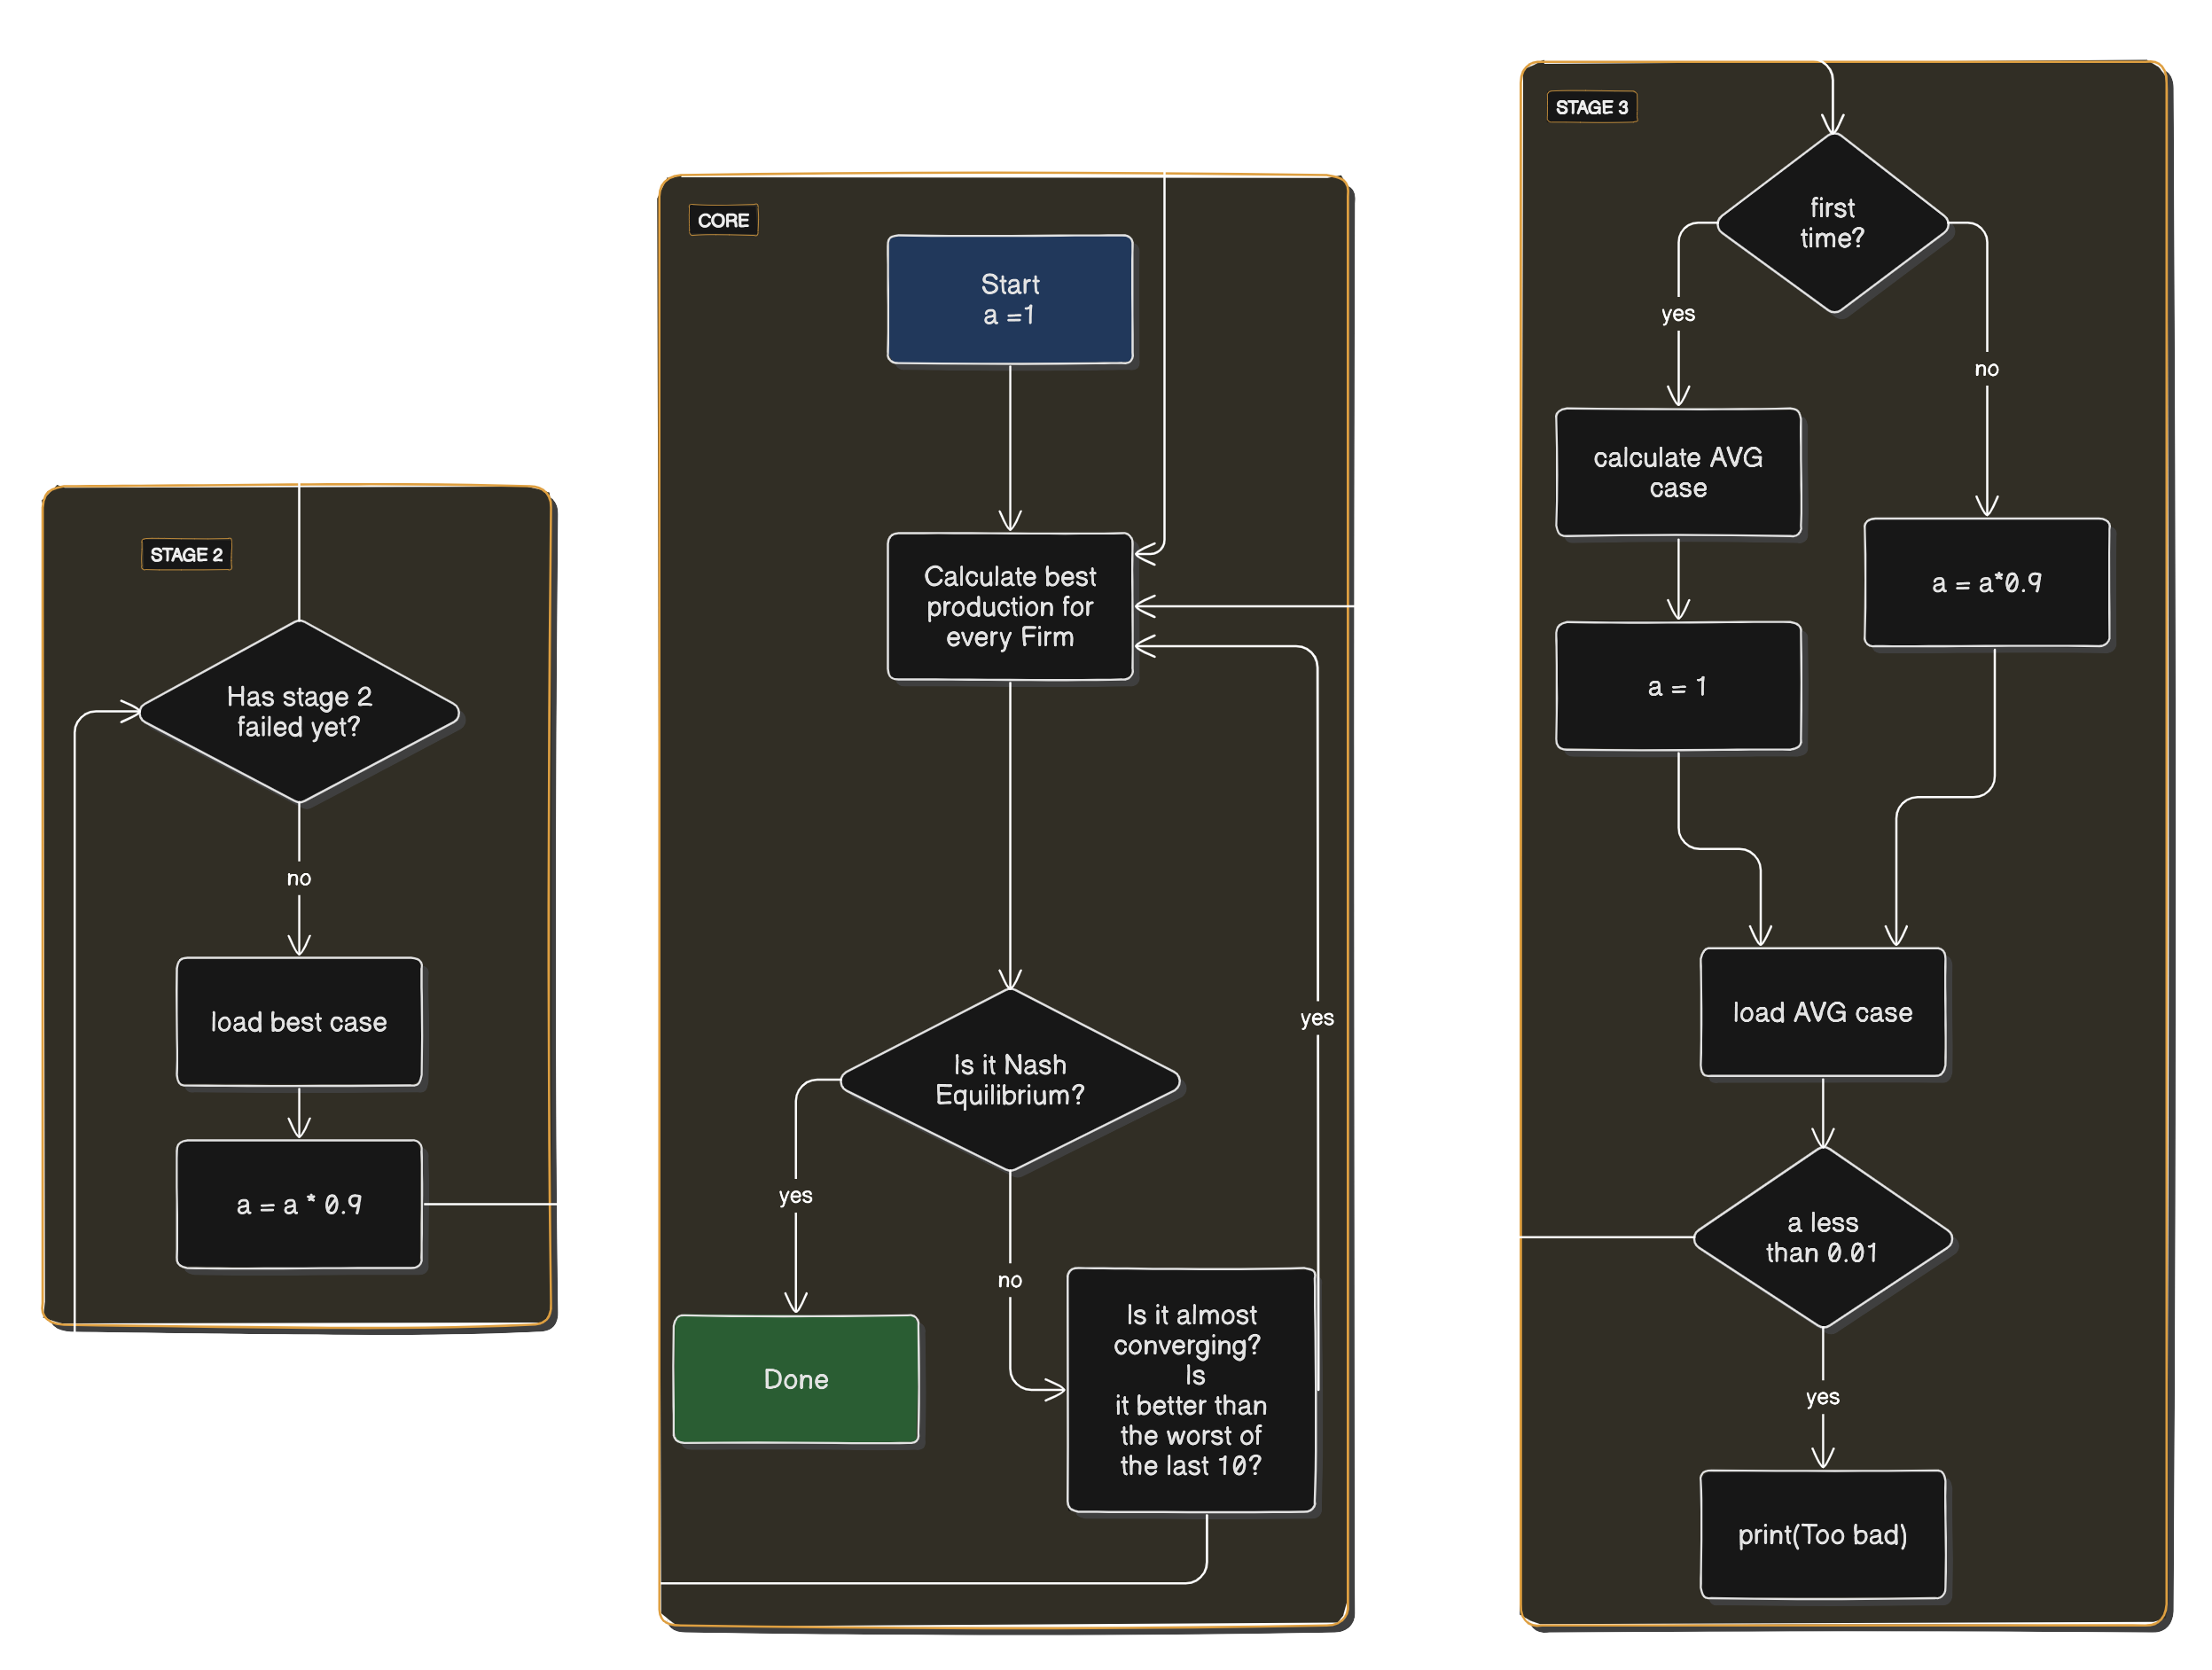 STAGE 2
Has stage 2
failed yet?
no
load best case
a = a * 0.9
CORE
Start
a =1
Calculate best
production for
every Firm
Is it Nash
Equilibrium?
yes
no
yes
Done
Is it almost
converging?
Is
it better than
the worst of
the last 10?
STAGE 3
first
time?
yes
no
calculate AVG
case
a = a*0.9
a = 1
load AVG case
a less
than 0.01
yes
print(Too bad)